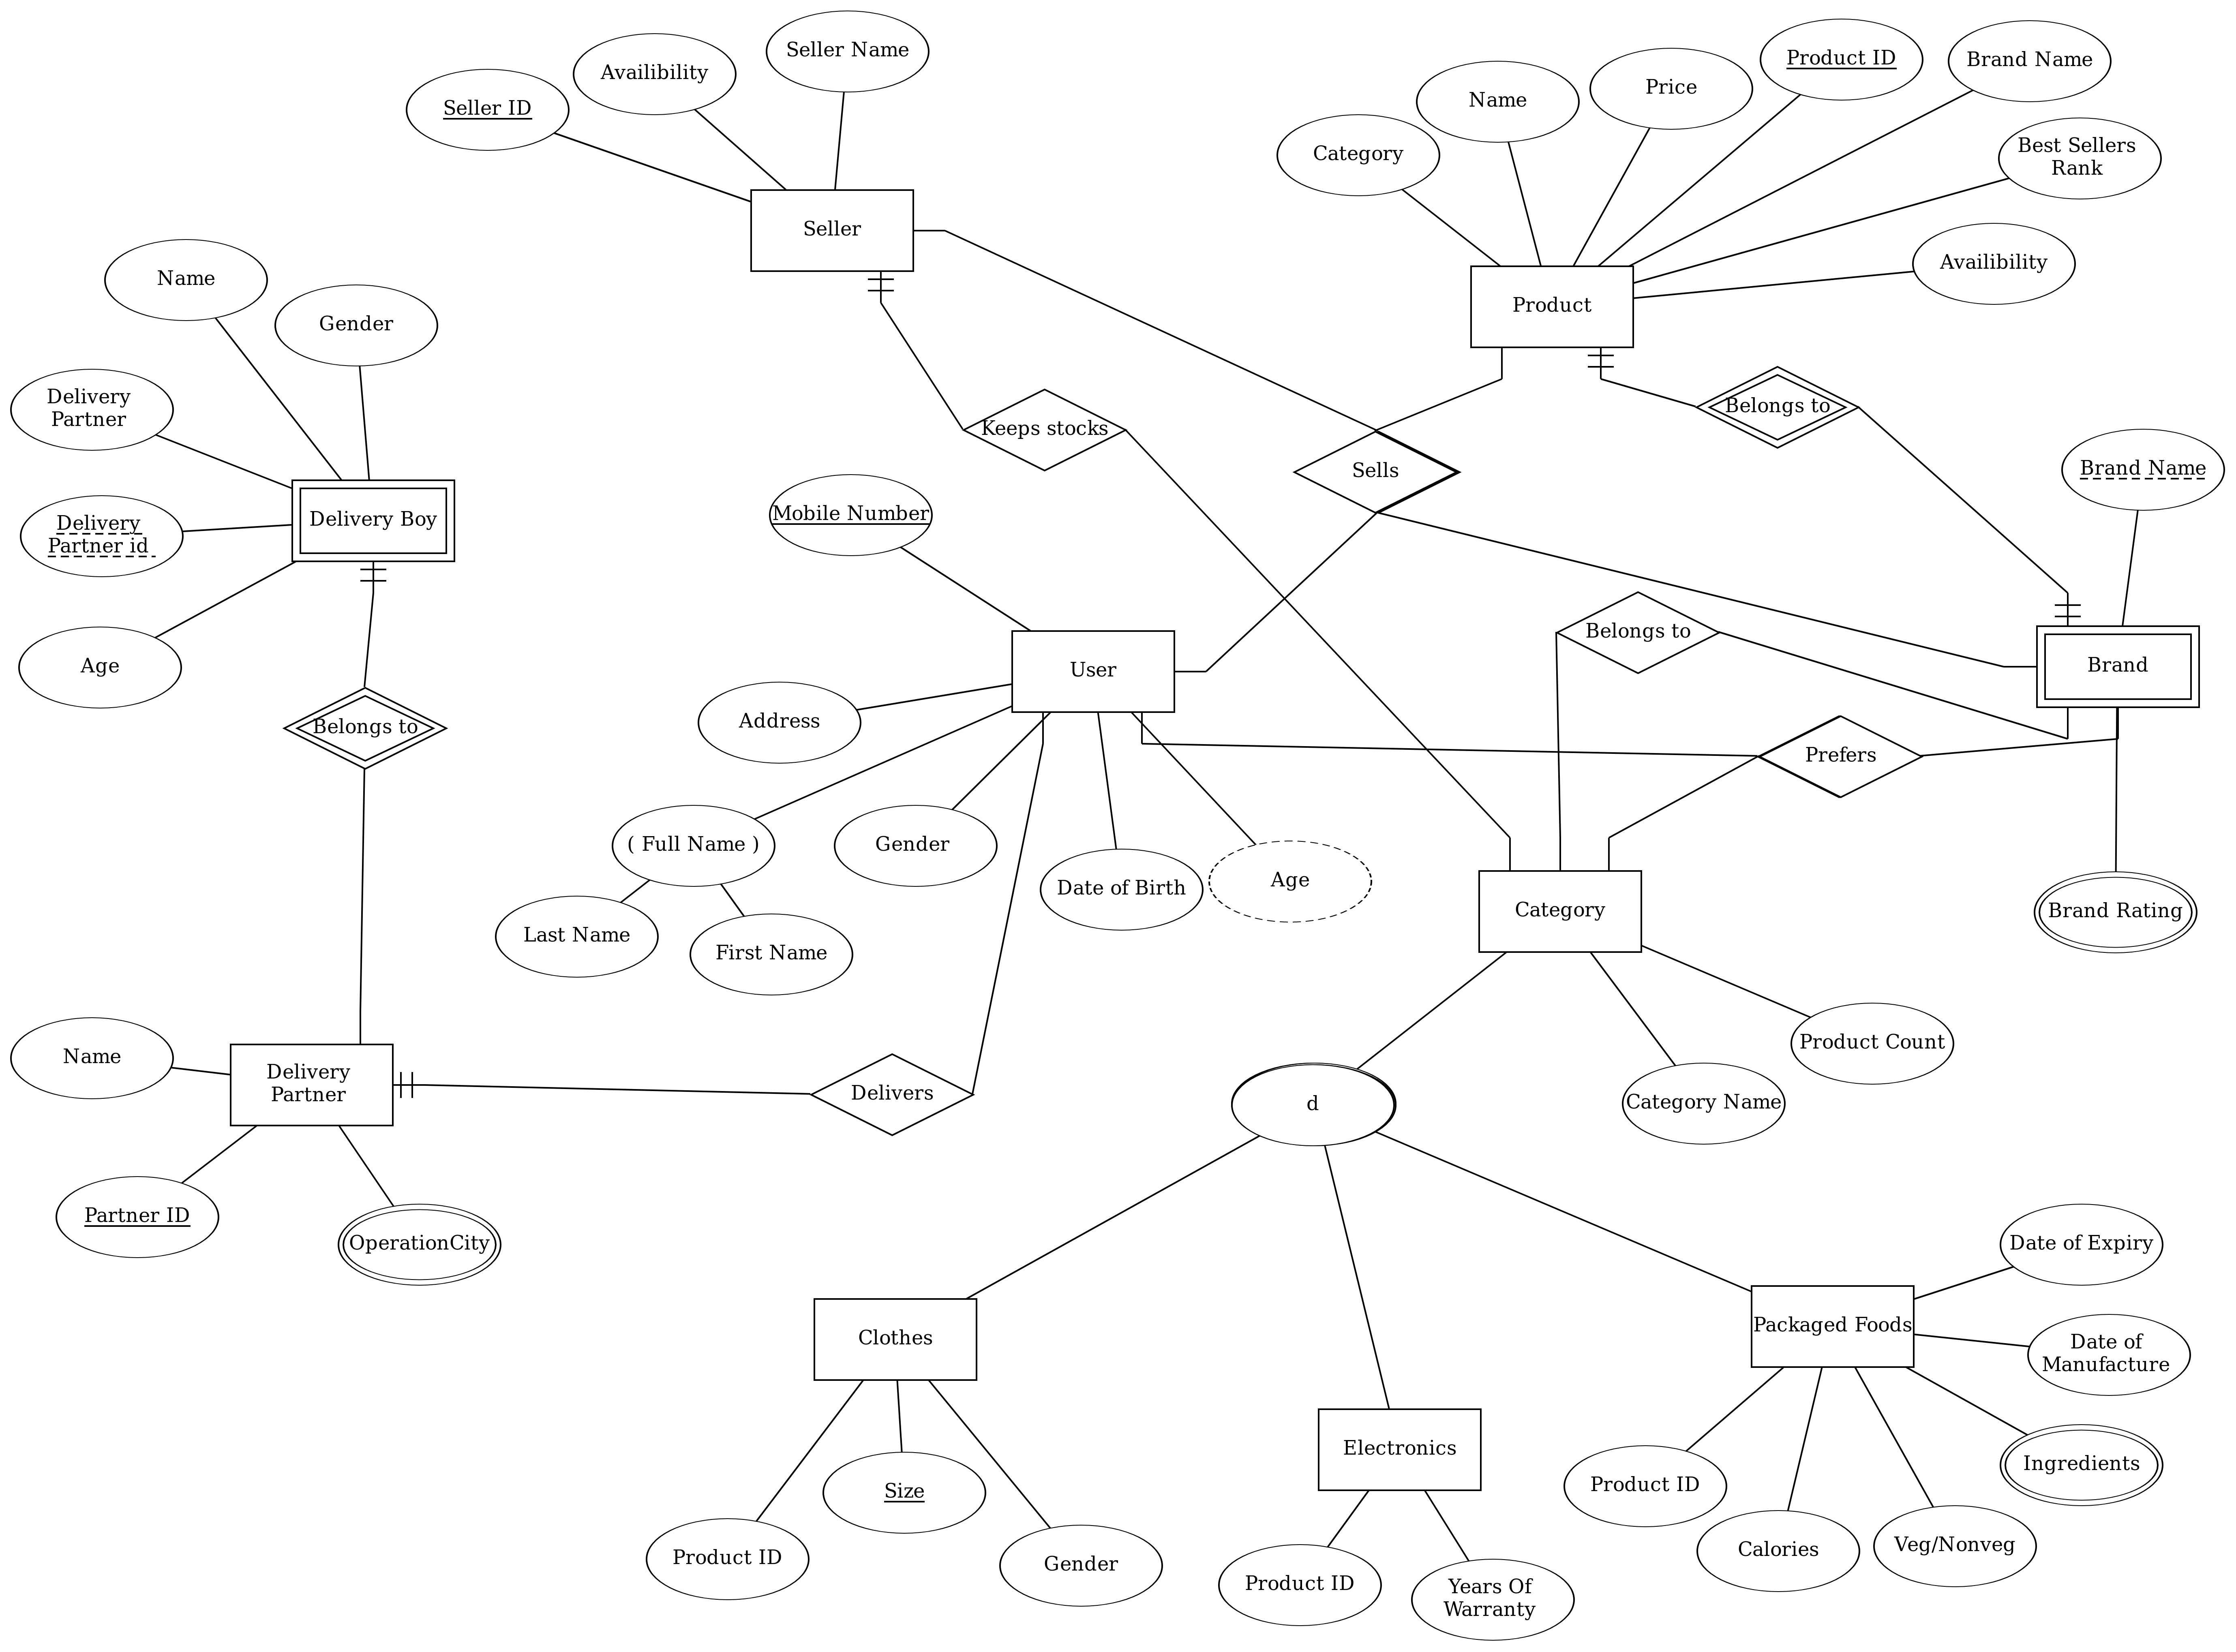 Seller Name
Availibility
Seller ID
Seller
Product ID
Brand Name
Price
Name
Category
Best Sellers
Rank
Availibility
Product
Name
Gender
Delivery
Partner
Delivery
Partner id
Age
Delivery Boy
Belongs to
Keeps stocks
Sells
Belongs to
Brand Name
Mobile Number
User
Address
( Full Name )
Last Name
First Name
Gender
Date of Birth
Age
Belongs to
Brand
Prefers
Category
Brand Rating
Product Count
Category Name
Name
Delivery
Partner
Delivers
Partner ID
OperationCity
d
Clothes
Product ID
Size
Gender
Electronics
Product ID
Years Of
Warranty
Packaged Foods
Date of Expiry
Date of
Manufacture
Ingredients
Product ID
Calories
Veg/Nonveg